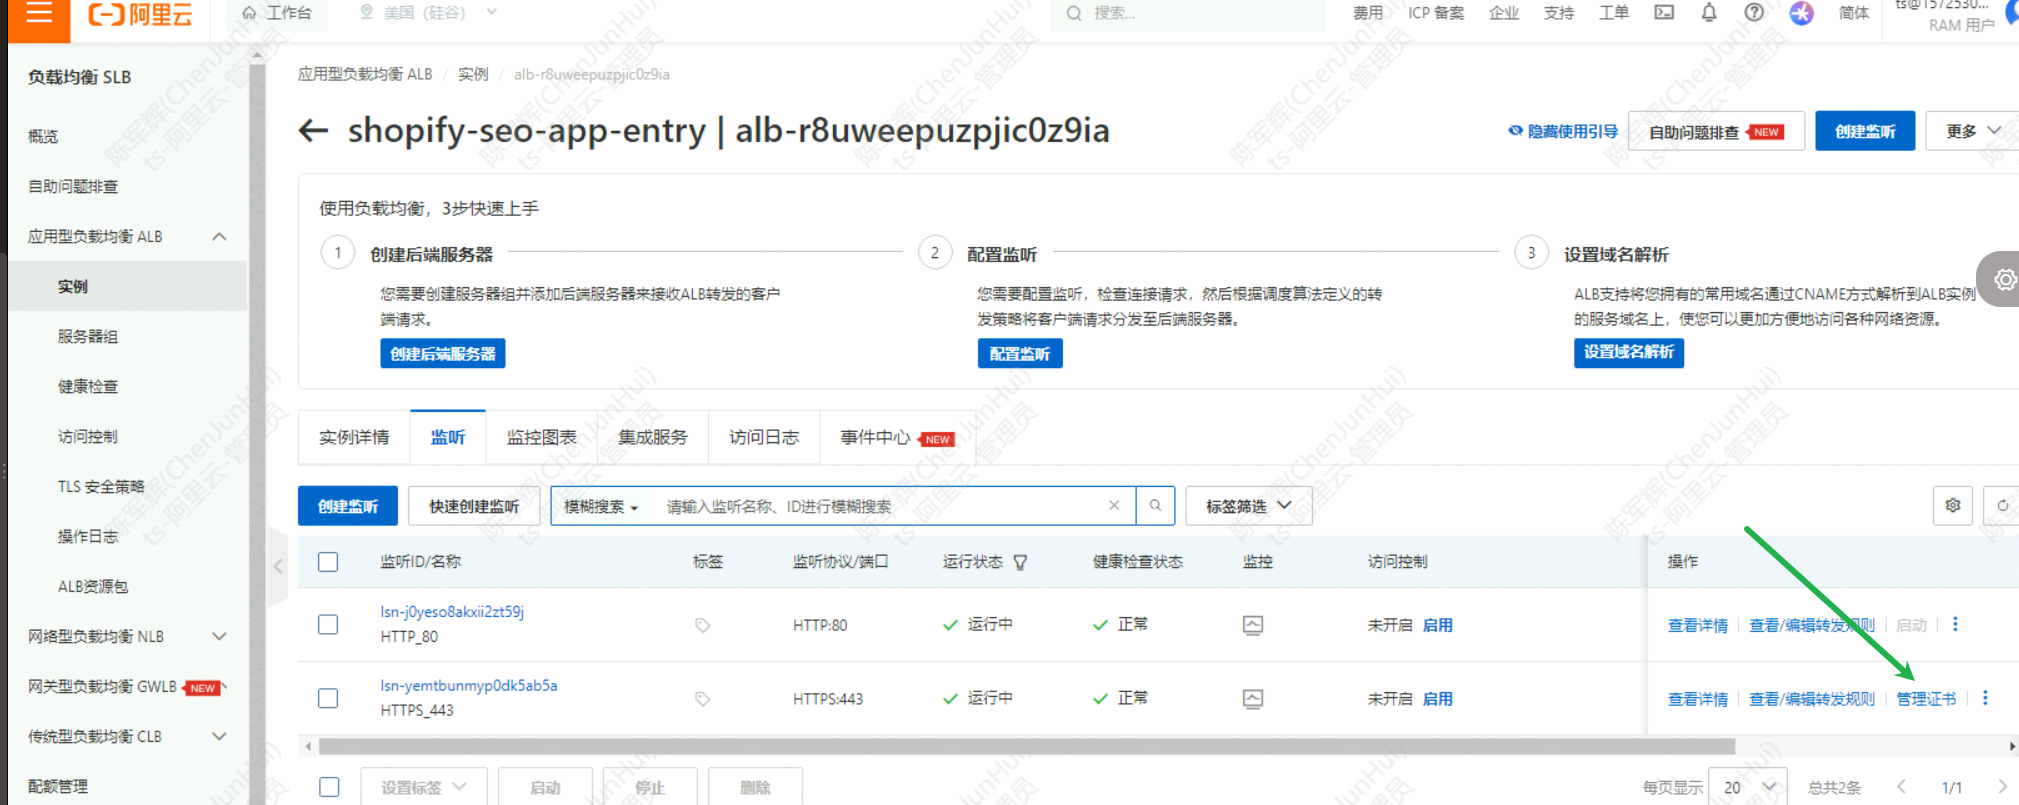 阿里云
工作台
美国（硅谷）
搜索...
费用
ICP 备案
企业
支持
工单
简体
ts@1572530...
RAM 用户
负载均衡 SLB
概览
自助问题排查
应用型负载均衡 ALB
实例
服务器组
健康检查
访问控制
TLS 安全策略
操作日志
ALB资源包
网络型负载均衡 NLB
网关型负载均衡 GWLB NEW
传统型负载均衡 CLB
配额管理
应用型负载均衡 ALB / 实例 / alb-r8uweepuzpjic0z9ia
shopify-seo-app-entry | alb-r8uweepuzpjic0z9ia
隐藏使用引导
自助问题排查 NEW
创建监听
更多
使用负载均衡，3步快速上手
1 创建后端服务器
您需要创建服务器组并添加后端服务器来接收ALB转发的客户
端请求。
创建后端服务器
2 配置监听
您需要配置监听，检查连接请求，然后根据调度算法定义的转
发策略将客户端请求分发至后端服务器。
配置监听
3 设置域名解析
ALB支持将您拥有的常用域名通过CNAME方式解析到ALB实例
的服务域名上，使您可以更加方便地访问各种网络资源。
设置域名解析
实例详情
监听
监控图表
集成服务
访问日志
事件中心 NEW
创建监听
快速创建监听
模糊搜索
请输入监听名称、ID进行模糊搜索
标签筛选
监听ID/名称 标签 监听协议/端口 运行状态 健康检查状态 监控 访问控制 操作
lsn-j0yeso8akxii2zt59j
HTTP_80
HTTP:80 运行中 正常 未开启 启用 查看详情 查看/编辑转发规则 启动
lsn-yemtbunmyp0dk5ab5a
HTTPS_443
HTTPS:443 运行中 正常 未开启 启用 查看详情 查看/编辑转发规则 管理证书
设置标签
启动
停止
删除
每页显示 20 总共2条 1/1
陈军辉(ChenJunHui)
ts-阿里云-管理员